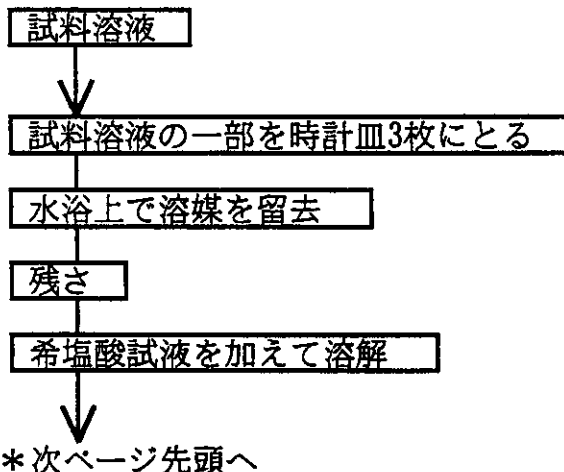 試料溶液
試料溶液の一部を時計皿3枚にとる
水浴上で溶媒を留去
残さ
希塩酸試液を加えて溶解
*次ページ先頭へ